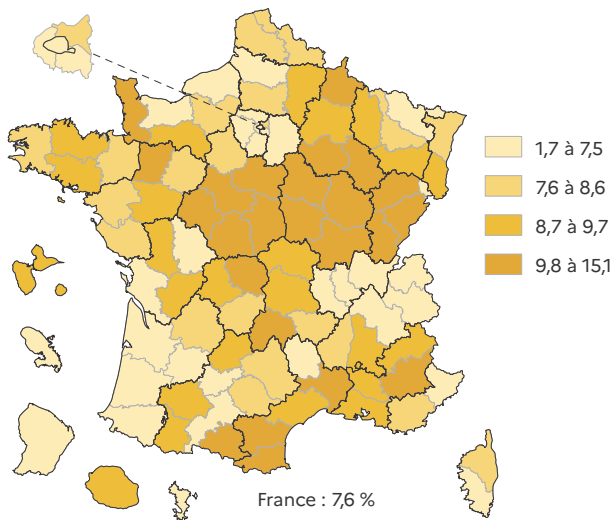 1,7 à 7,5
7,6 à 8,6
8,7 à 9,7
9,8 à 15,1
France : 7,6 %